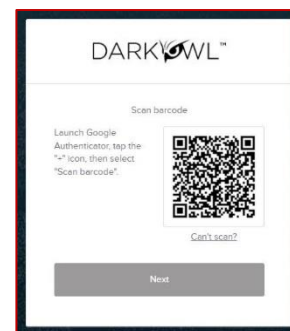 DARKOWL™
Scan barcode
Launch Google
Authenticator, tap the
"+" icon, then select
"Scan barcode".
Can't scan?
Next